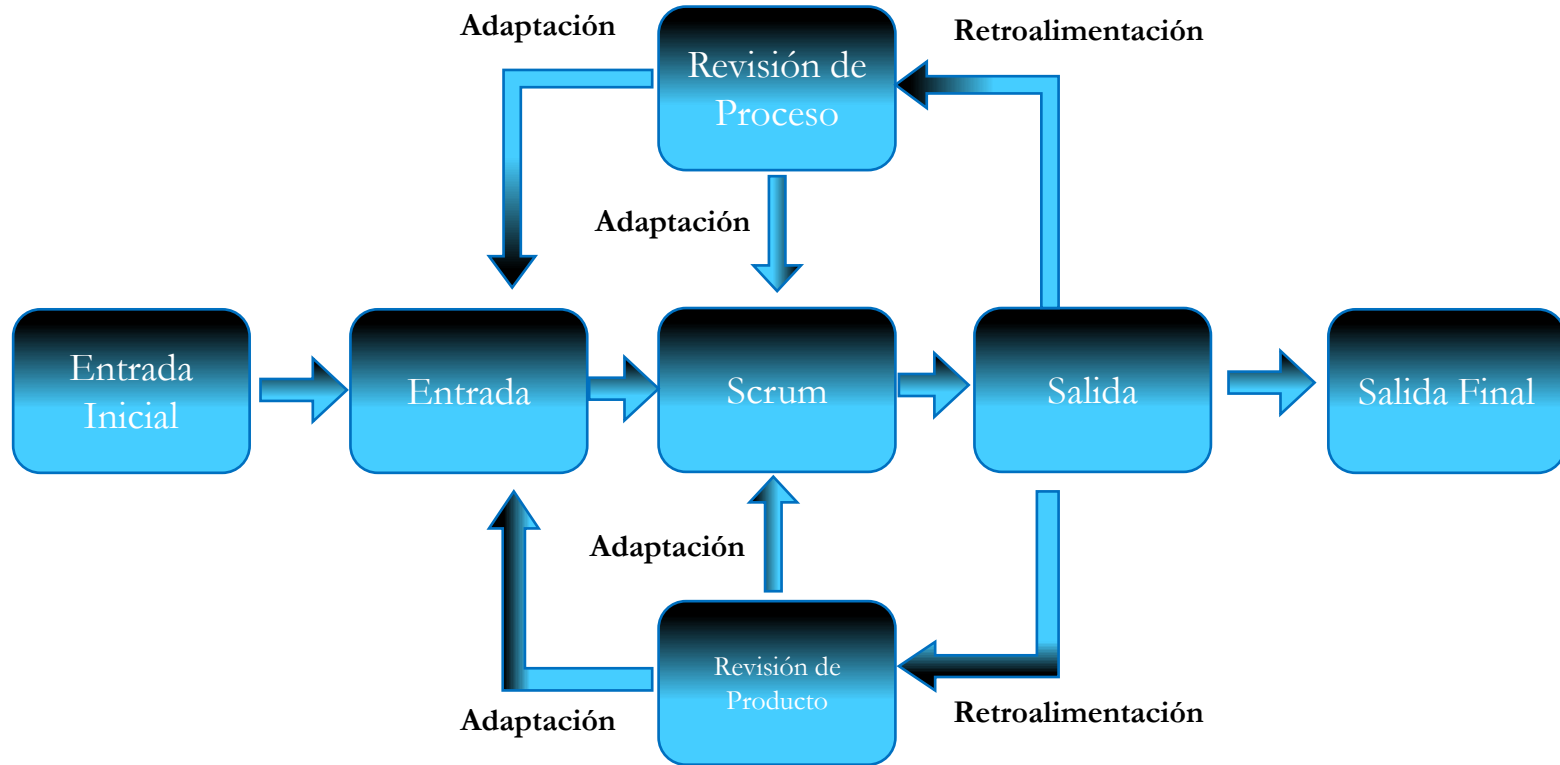 Adaptación
Revisión de
Proceso
Retroalimentación
Adaptación
Entrada
Inicial
Entrada
Scrum
Salida
Salida Final
Adaptación
Revisión de
Producto
Adaptación
Retroalimentación